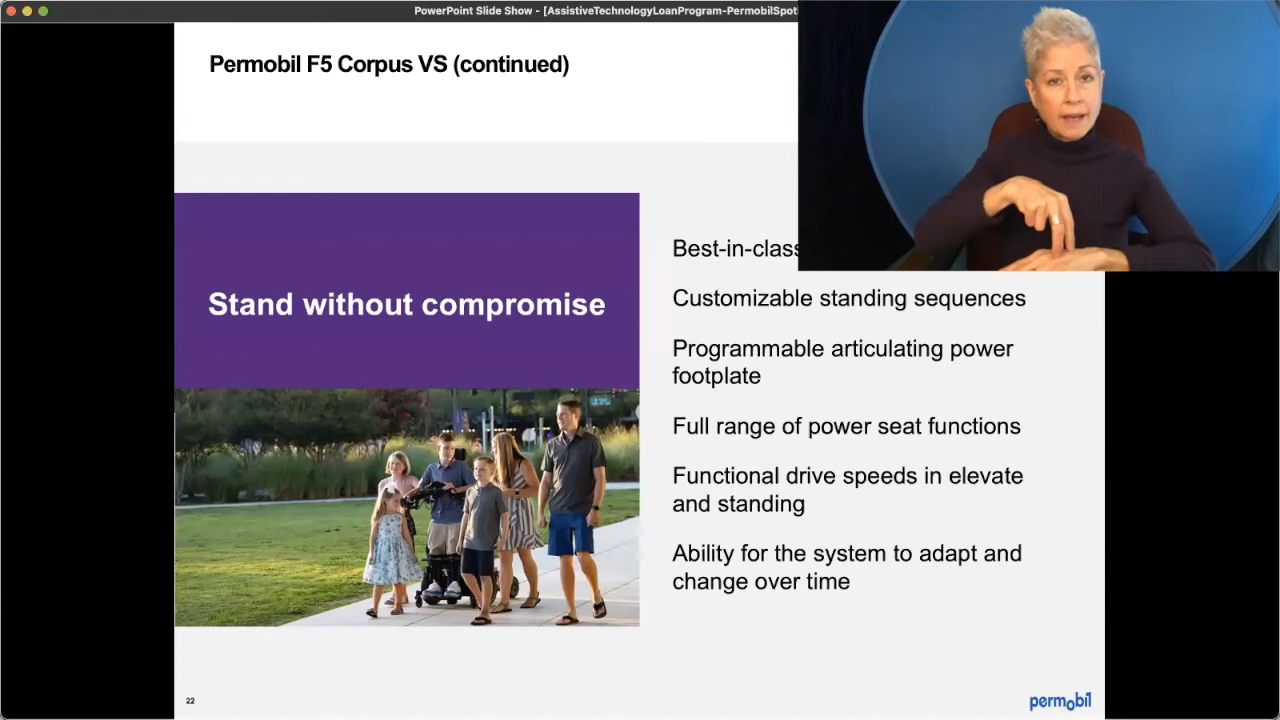 PowerPoint Slide Show - [AssistiveTechnologyLoanProgram-PermobilSpotl
Permobil F5 Corpus VS (continued)
Stand without compromise
Best-in-class
Customizable standing sequences
Programmable articulating power
footplate
Full range of power seat functions
Functional drive speeds in elevate
and standing
Ability for the system to adapt and
change over time
22
permobil